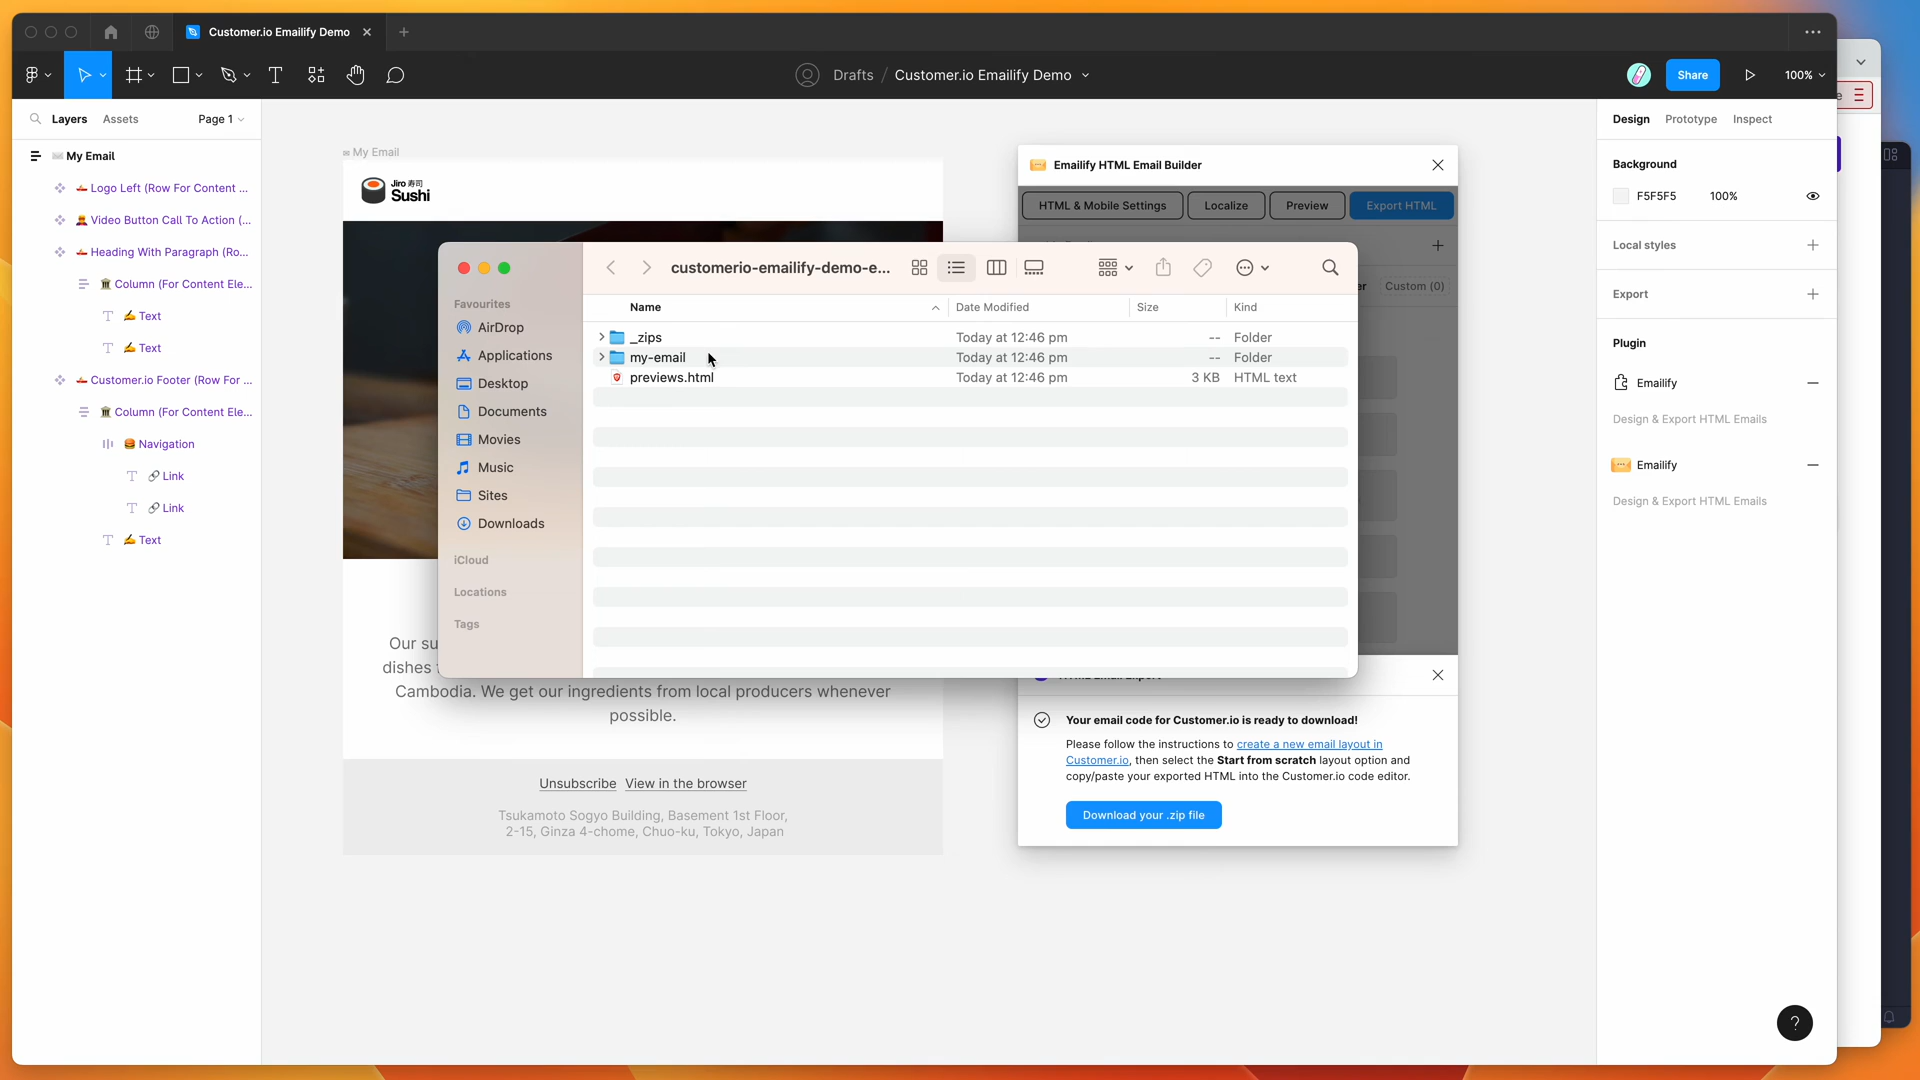 Customer.io Emailify Demo
Drafts / Customer.io Emailify Demo
Share
100%
Layers
Assets
Page 1
My Email
Logo Left (Row For Content ...
Video Button Call To Action (...
Heading With Paragraph (Ro...
Column (For Content Ele...
Text
Text
Customer.io Footer (Row For ...
Column (For Content Ele...
Navigation
Link
Link
Text
My Email
Jiro 寿司
Sushi
Our su
dishes
Cambodia. We get our ingredients from local producers whenever
possible.
Unsubscribe View in the browser
Tsukamoto Sogyo Building, Basement 1st Floor,
2-15, Ginza 4-chome, Chuo-ku, Tokyo, Japan
customerio-emailify-demo-e...
Favourites
AirDrop
Applications
Desktop
Documents
Movies
Music
Sites
Downloads
iCloud
Locations
Tags
Name
Date Modified
Size
Kind
_zips
Today at 12:46 pm
--
Folder
my-email
Today at 12:46 pm
--
Folder
previews.html
Today at 12:46 pm
3 KB
HTML text
Emailify HTML Email Builder
HTML & Mobile Settings
Localize
Preview
Export HTML
er
Custom (0)
Your email code for Customer.io is ready to download!
Please follow the instructions to create a new email layout in
Customer.io, then select the Start from scratch layout option and
copy/paste your exported HTML into the Customer.io code editor.
Download your .zip file
Design
Prototype
Inspect
Background
F5F5F5
100%
Local styles
Export
Plugin
Emailify
Design & Export HTML Emails
Emailify
Design & Export HTML Emails
?
e